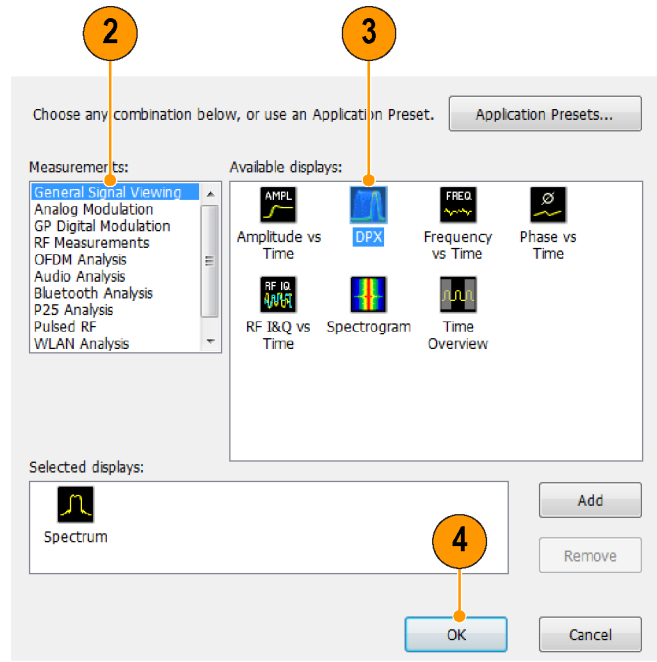 2
3
Choose any combination below, or use an Application Preset.
Application Presets...
Measurements:
Available displays:
General Signal Viewing
Analog Modulation
GP Digital Modulation
RF Measurements
OFDM Analysis
Audio Analysis
Bluetooth Analysis
P25 Analysis
Pulsed RF
WLAN Analysis
AMPL
FREQ
Ø
Amplitude vs
Time
DPX
Frequency
vs Time
Phase vs
Time
RF IQ
RF I&Q vs
Time
Spectrogram
Time
Overview
Selected displays:
Spectrum
Add
Remove
4
OK
Cancel